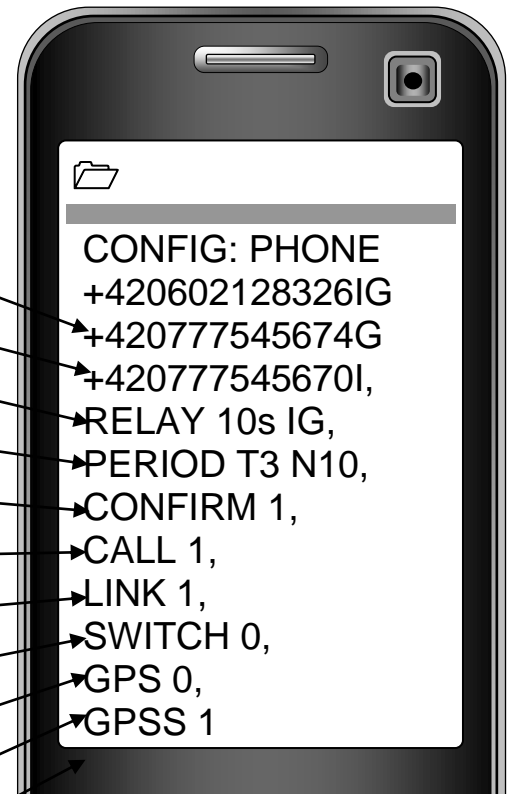 CONFIG: PHONE
+420602128326IG
+420777545674G
+420777545670I,
RELAY 10s IG,
PERIOD T3 N10,
CONFIRM 1,
CALL 1,
LINK 1,
SWITCH 0,
GPS 0,
GPSS 1